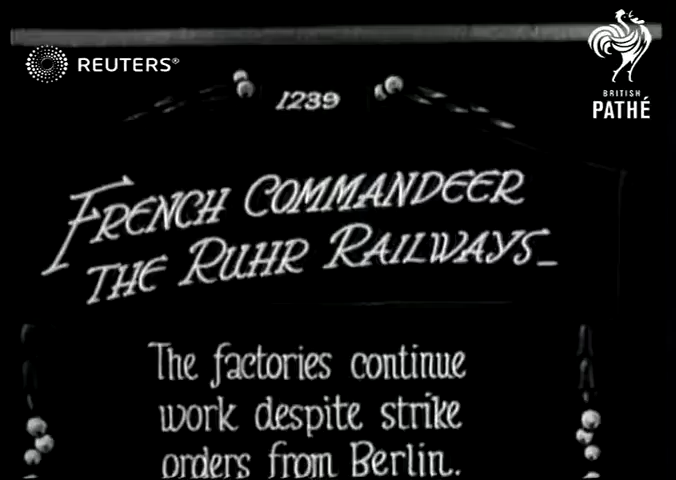 REUTERS®
BRITISH
PATHÉ
1239
FRENCH COMMANDEER
THE RUHR RAILWAYS_
The factories continue
work despite strike
orders from Berlin.